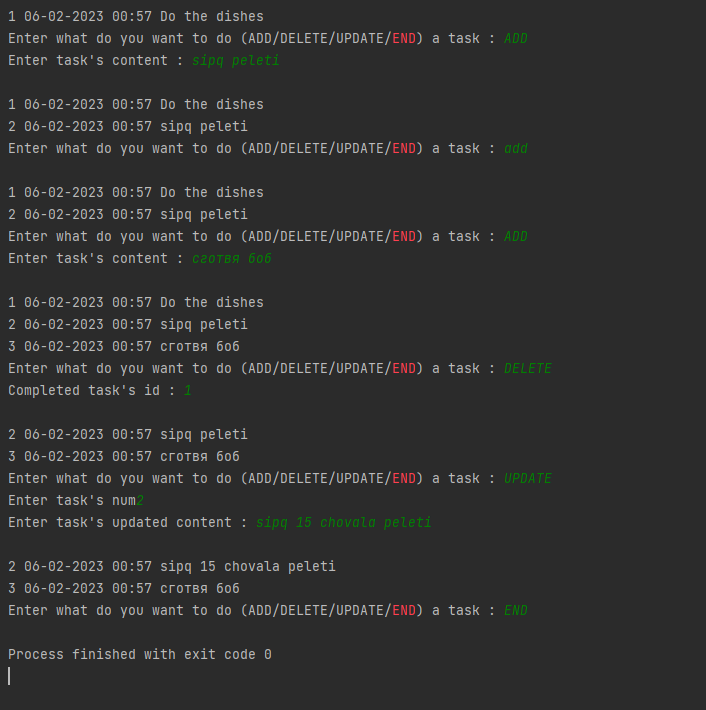 1 06-02-2023 00:57 Do the dishes
Enter what do you want to do (ADD/DELETE/UPDATE/END) a task : ADD
Enter task's content : sipq peleti
1 06-02-2023 00:57 Do the dishes
2 06-02-2023 00:57 sipq peleti
Enter what do you want to do (ADD/DELETE/UPDATE/END) a task : add
1 06-02-2023 00:57 Do the dishes
2 06-02-2023 00:57 sipq peleti
Enter what do you want to do (ADD/DELETE/UPDATE/END) a task : ADD
Enter task's content : сготвя боб
1 06-02-2023 00:57 Do the dishes
2 06-02-2023 00:57 sipq peleti
3 06-02-2023 00:57 сготвя боб
Enter what do you want to do (ADD/DELETE/UPDATE/END) a task : DELETE
Completed task's id : 1
2 06-02-2023 00:57 sipq peleti
3 06-02-2023 00:57 сготвя боб
Enter what do you want to do (ADD/DELETE/UPDATE/END) a task : UPDATE
Enter task's num2
Enter task's updated content : sipq 15 chovala peleti
2 06-02-2023 00:57 sipq 15 chovala peleti
3 06-02-2023 00:57 сготвя боб
Enter what do you want to do (ADD/DELETE/UPDATE/END) a task : END
Process finished with exit code 0